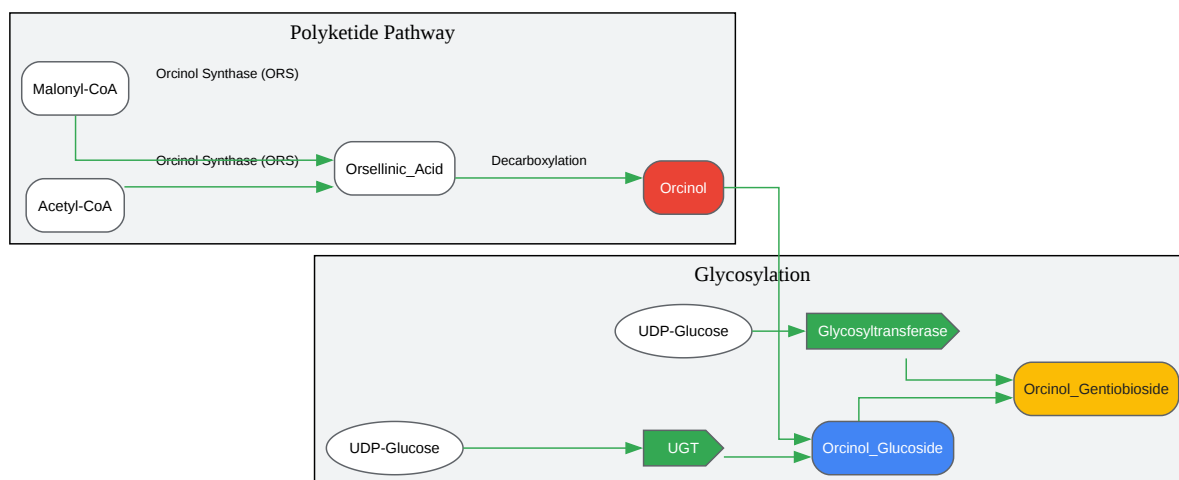 Polyketide Pathway
Orcinol Synthase (ORS)
Malonyl-CoA
Orcinol Synthase (ORS)
Orsellinic_Acid
Decarboxylation
Orcinol
Acetyl-CoA
Glycosylation
UDP-Glucose
Glycosyltransferase
Orcinol_Gentiobioside
UDP-Glucose
UGT
Orcinol_Glucoside